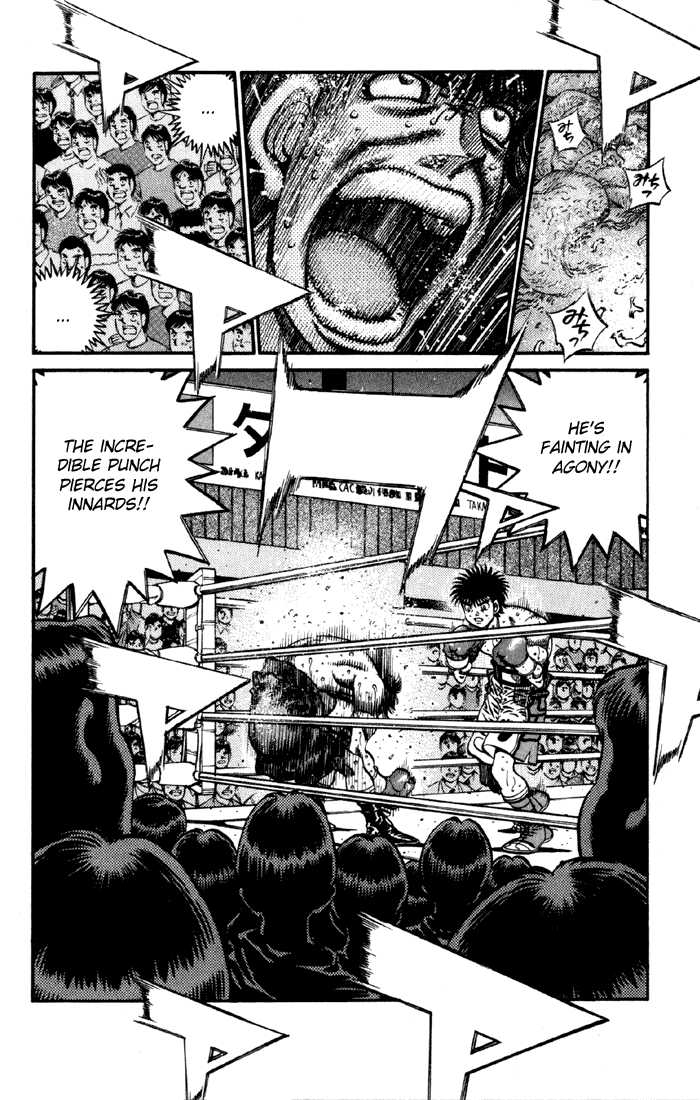 ...
みちっ
みちっ
みちっ
...
THE INCRE-
DIBLE PUNCH
PIERCES HIS
INNARDS!!
HE'S
FAINTING IN
AGONY!!
TAKA